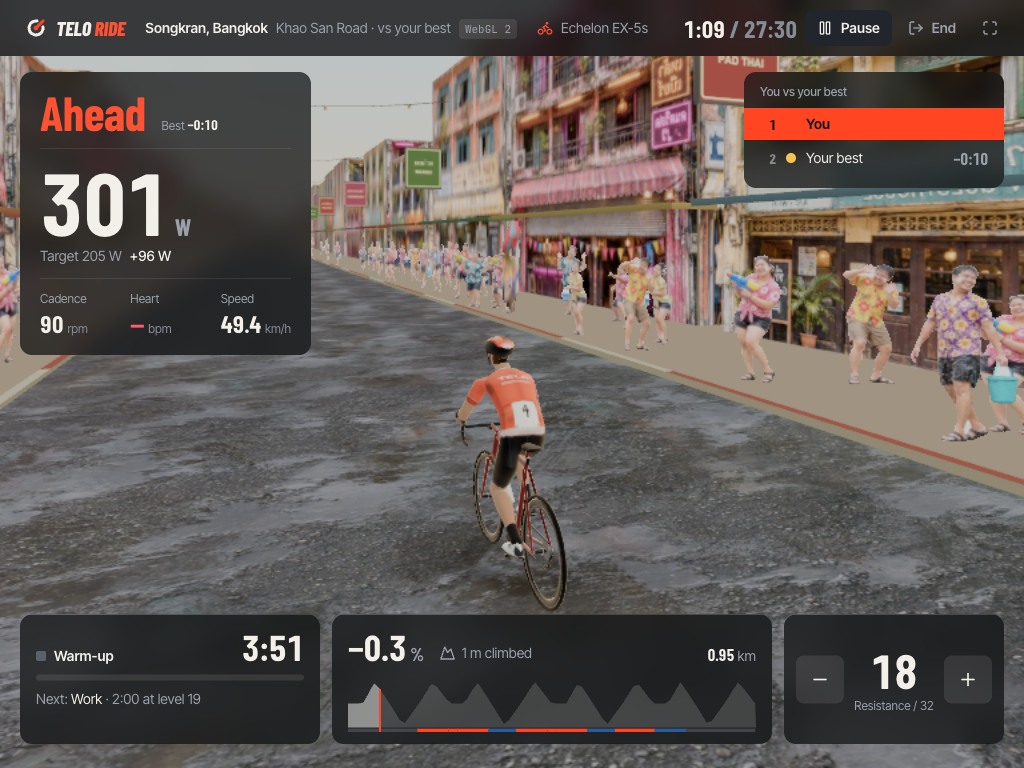 TELO RIDE
Songkran, Bangkok Khao San Road · vs your best WebGL 2
Echelon EX-5s
1:09 / 27:30
Pause
End
Ahead Best −0:10
301 W
Target 205 W +96 W
Cadence Heart Speed
90 rpm — bpm 49.4 km/h
PAD THAI
You vs your best
1 You
2 Your best −0:10
4
Warm-up 3:51
Next: Work · 2:00 at level 19
−0.3 % 1 m climbed 0.95 km
− 18 +
Resistance / 32